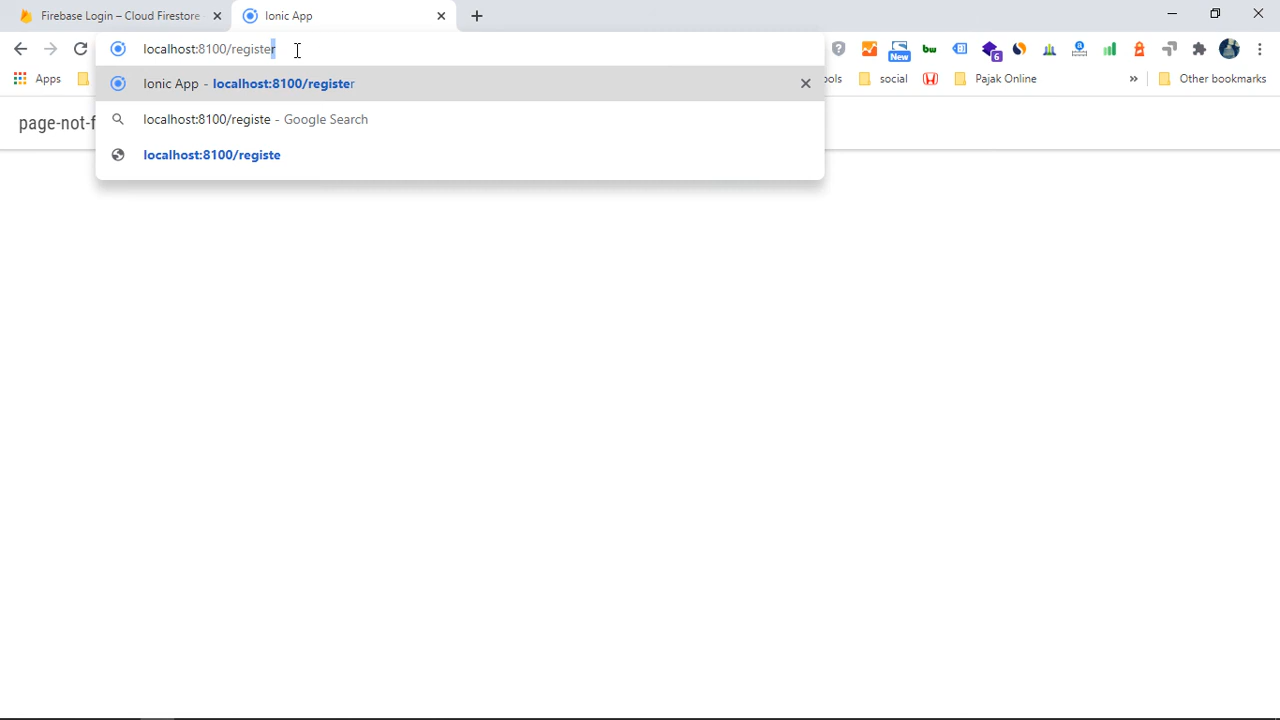 Firebase Login – Cloud Firestore
Ionic App
localhost:8100/register
New
6
Apps
ools
social
Pajak Online
»
Other bookmarks
Ionic App - localhost:8100/register
localhost:8100/registe - Google Search
localhost:8100/registe
page-not-f